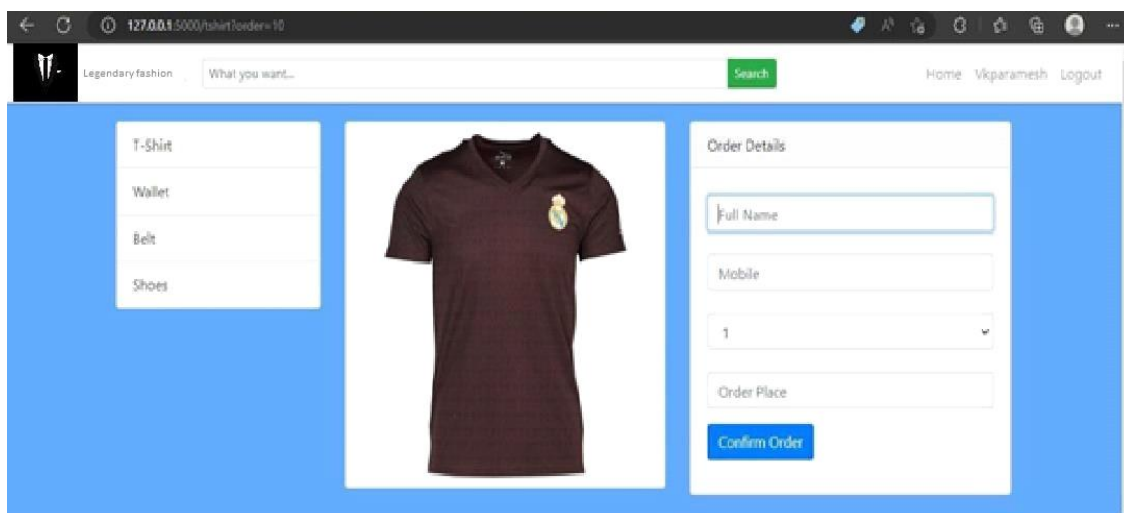 127.0.0.1:5000/tshirt?order=10
Legendary fashion
What you want...
Search
Home Vkparamesh Logout
T-Shirt
Wallet
Belt
Shoes
Order Details
Full Name
Mobile
1
Order Place
Confirm Order